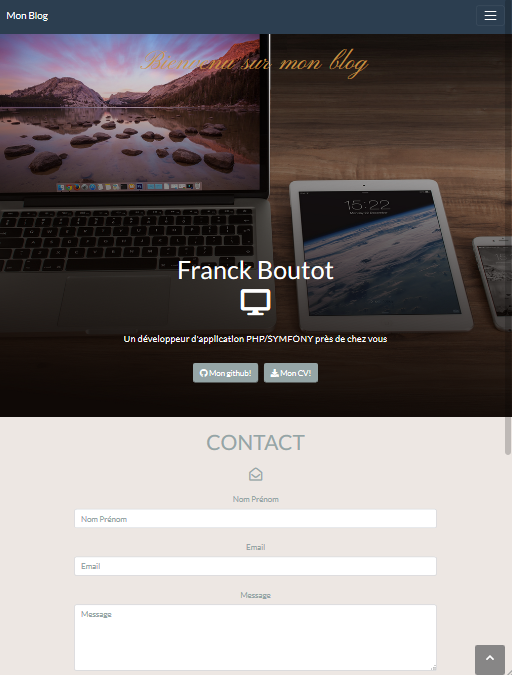 Mon Blog
Bienvenu sur mon blog
15:22
Franck Boutot
Un développeur d'application PHP/SYMFONY près de chez vous
Mon github!
Mon CV!
CONTACT
Nom Prénom
Nom Prénom
Email
Email
Message
Message